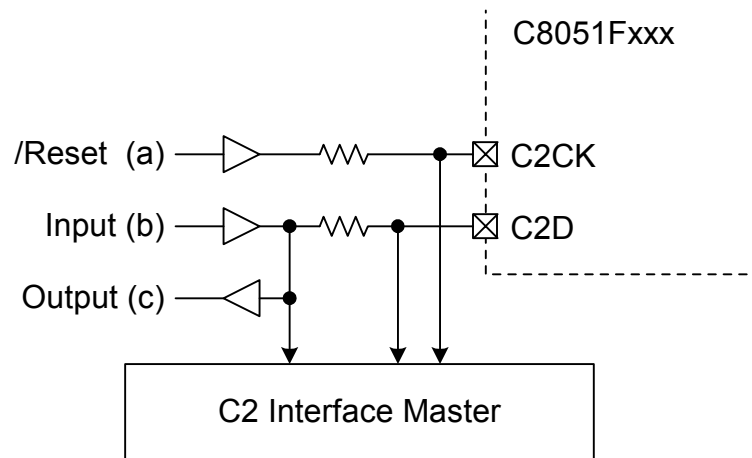 C8051Fxxx
/Reset (a)
C2CK
Input (b)
C2D
Output (c)
C2 Interface Master